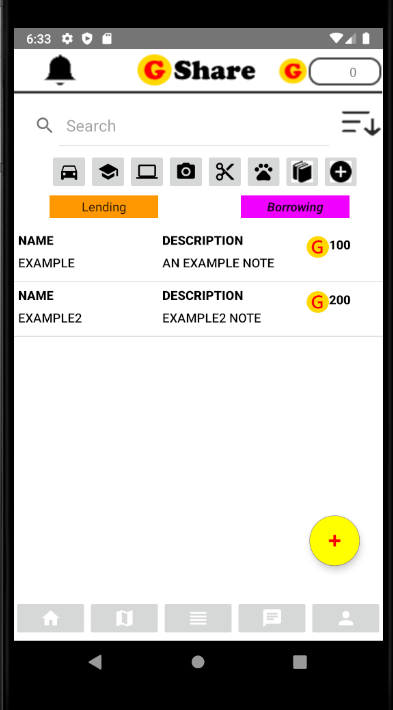 6:33
G Share G 0
Search
Lending Borrowing
NAME DESCRIPTION G 100
EXAMPLE AN EXAMPLE NOTE
NAME DESCRIPTION G 200
EXAMPLE2 EXAMPLE2 NOTE
+